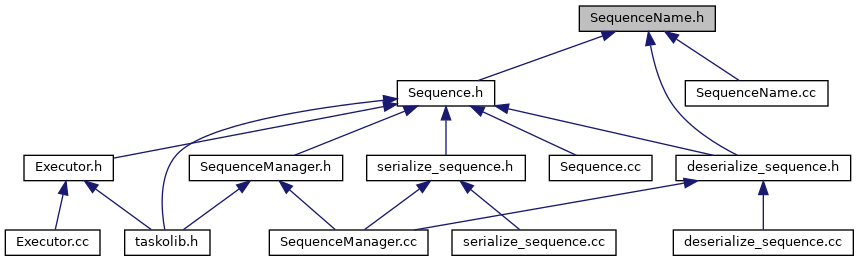 SequenceName.h
Sequence.h
SequenceName.cc
Executor.h
SequenceManager.h
serialize_sequence.h
Sequence.cc
deserialize_sequence.h
Executor.cc
taskolib.h
SequenceManager.cc
serialize_sequence.cc
deserialize_sequence.cc